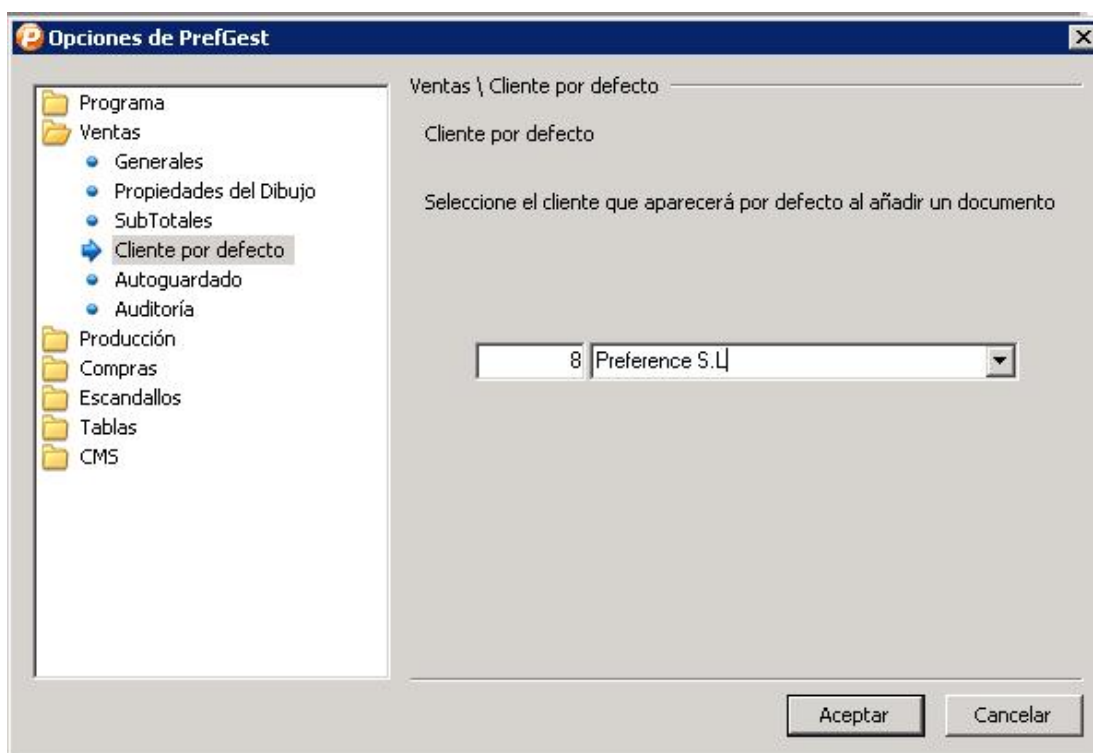 Opciones de PrefGest
Programa
Ventas
Generales
Propiedades del Dibujo
SubTotales
Cliente por defecto
Autoguardado
Auditoría
Producción
Compras
Escandallos
Tablas
CMS
Ventas \ Cliente por defecto
Cliente por defecto
Seleccione el cliente que aparecerá por defecto al añadir un documento
8 Preference S.L
Aceptar Cancelar